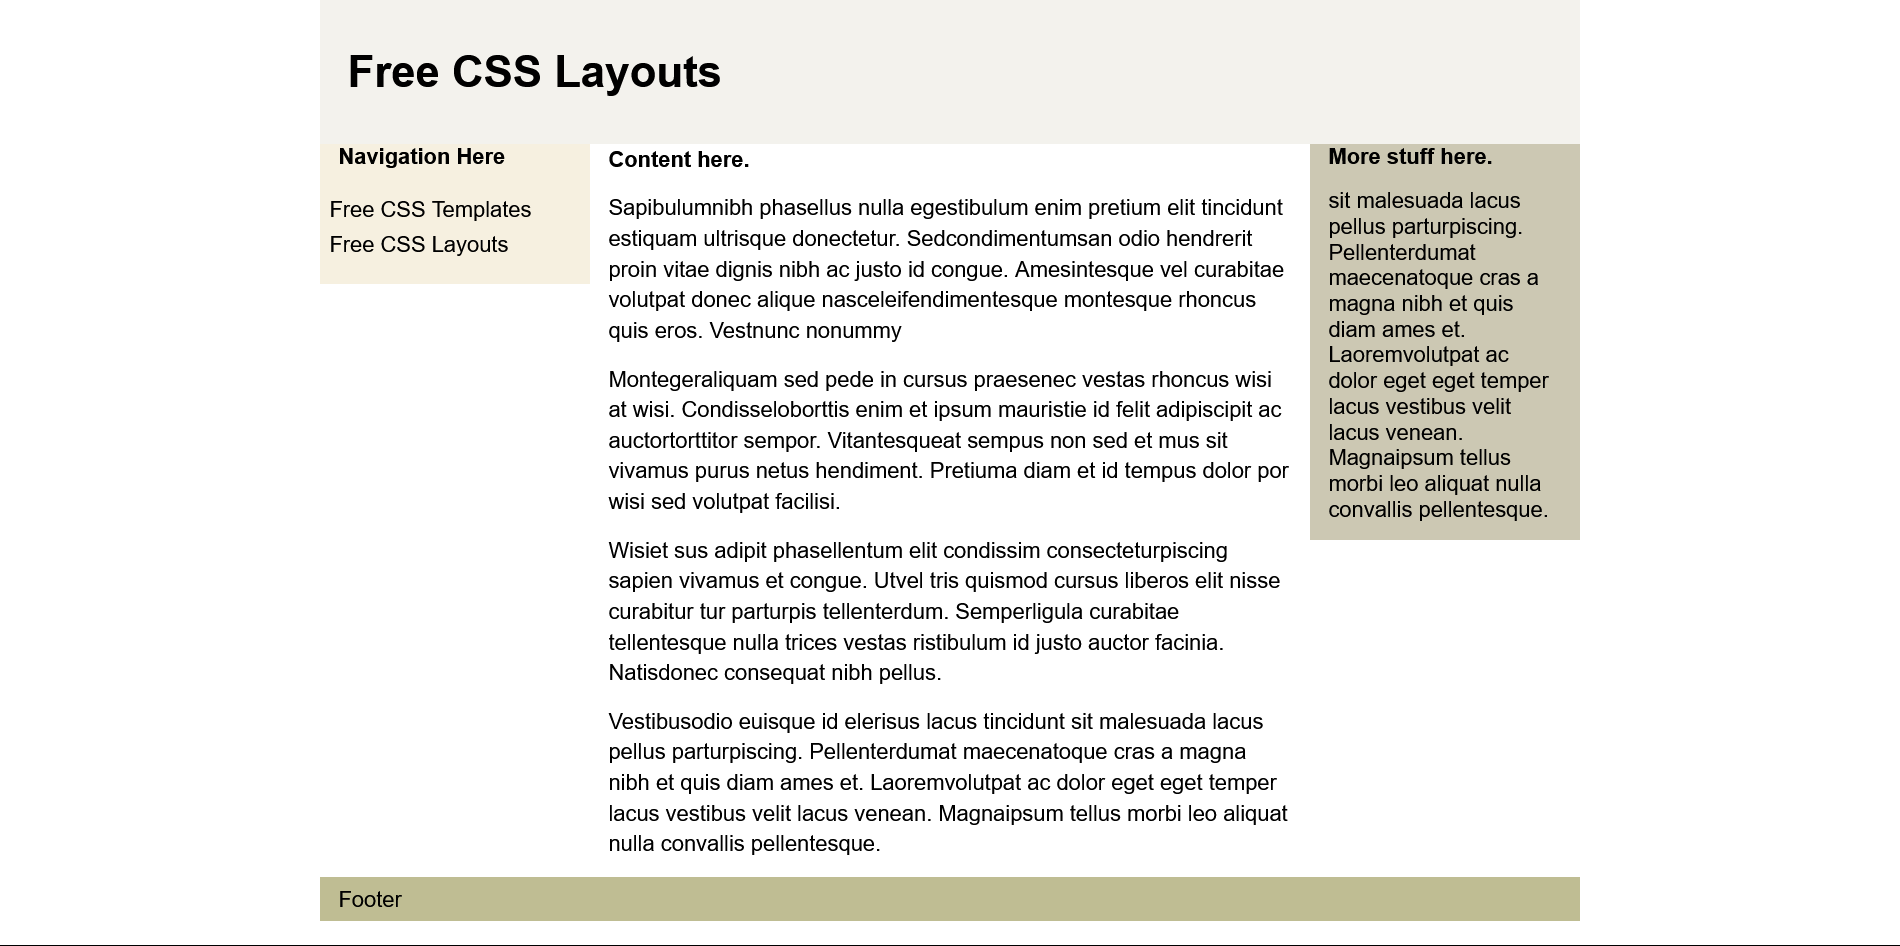 Free CSS Layouts
Navigation Here
Free CSS Templates
Free CSS Layouts
Content here.
Sapibulumnibh phasellus nulla egestibulum enim pretium elit tincidunt
estiquam ultrisque donectetur. Sedcondimentumsan odio hendrerit
proin vitae dignis nibh ac justo id congue. Amesintesque vel curabitae
volutpat donec alique nasceleifendimentesque montesque rhoncus
quis eros. Vestnunc nonummy
Montegeraliquam sed pede in cursus praesenec vestas rhoncus wisi
at wisi. Condisseloborttis enim et ipsum mauristie id felit adipiscipit ac
auctortorttitor sempor. Vitantesqueat sempus non sed et mus sit
vivamus purus netus hendiment. Pretiuma diam et id tempus dolor por
wisi sed volutpat facilisi.
Wisiet sus adipit phasellentum elit condissim consecteturpiscing
sapien vivamus et congue. Utvel tris quismod cursus liberos elit nisse
curabitur tur parturpis tellenterdum. Semperligula curabitae
tellentesque nulla trices vestas ristibulum id justo auctor facinia.
Natisdonec consequat nibh pellus.
Vestibusodio euisque id elerisus lacus tincidunt sit malesuada lacus
pellus parturpiscing. Pellenterdumat maecenatoque cras a magna
nibh et quis diam ames et. Laoremvolutpat ac dolor eget eget temper
lacus vestibus velit lacus venean. Magnaipsum tellus morbi leo aliquat
nulla convallis pellentesque.
More stuff here.
sit malesuada lacus
pellus parturpiscing.
Pellenterdumat
maecenatoque cras a
magna nibh et quis
diam ames et.
Laoremvolutpat ac
dolor eget eget temper
lacus vestibus velit
lacus venean.
Magnaipsum tellus
morbi leo aliquat nulla
convallis pellentesque.
Footer